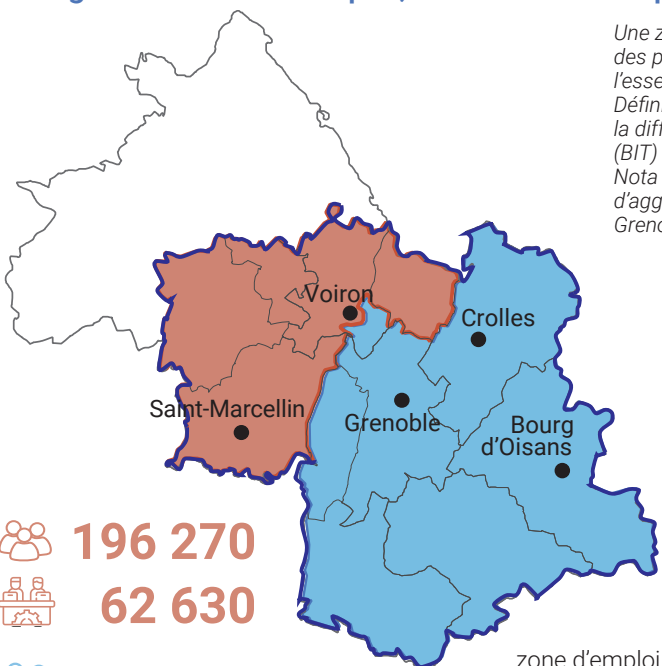 Une z
des p
l'esse
Défin
la diff
(BIT)
Nota
d'agg
Greno
Voiron
Crolles
Saint-Marcellin
Grenoble
Bourg
d'Oisans
196 270
62 630
zone d'emploi